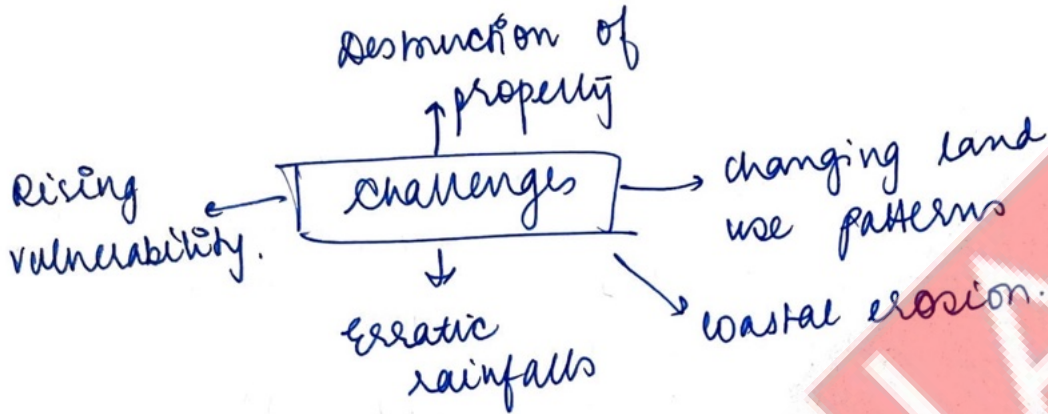 Destruction of
property
Rising
vulnerability.
Challenges
changing land
use patterns
Erratic
rainfalls
coastal erosion.